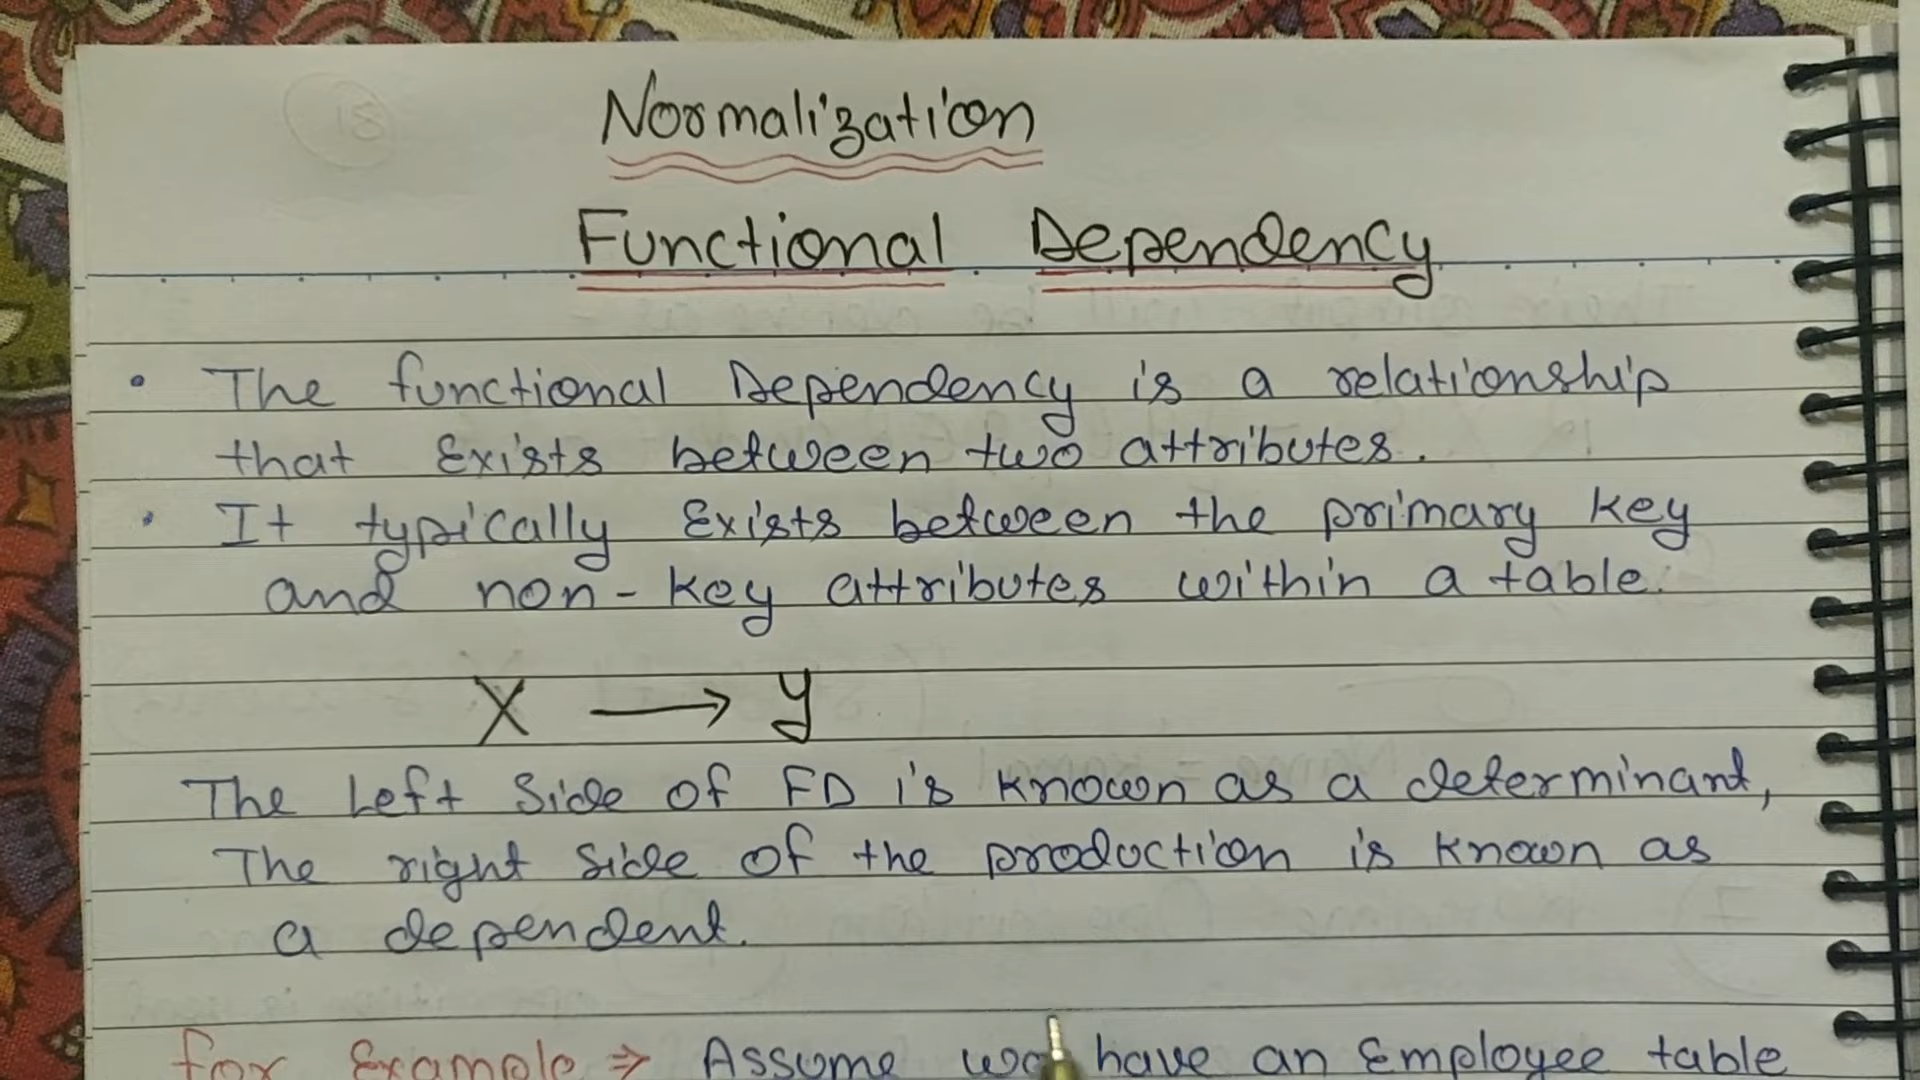 Normalization
Functional Dependency
• The functional Dependency is a relationship
that Exists between two attributes.
• It typically Exists between the primary key
and non-key attributes within a table.
X → y
The Left Side of FD is known as a determinant,
The right side of the production is known as
a dependent.
for Example ⇒ Assume we have an Employee table